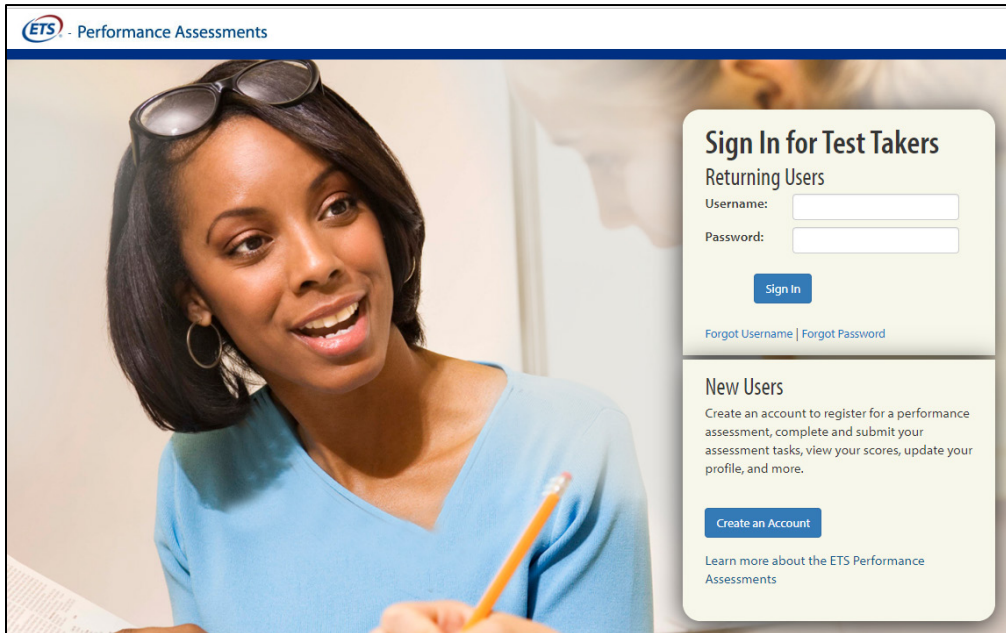 ETS® - Performance Assessments
Sign In for Test Takers
Returning Users
Username:
Password:
Sign In
Forgot Username | Forgot Password
New Users
Create an account to register for a performance
assessment, complete and submit your
assessment tasks, view your scores, update your
profile, and more.
Create an Account
Learn more about the ETS Performance
Assessments